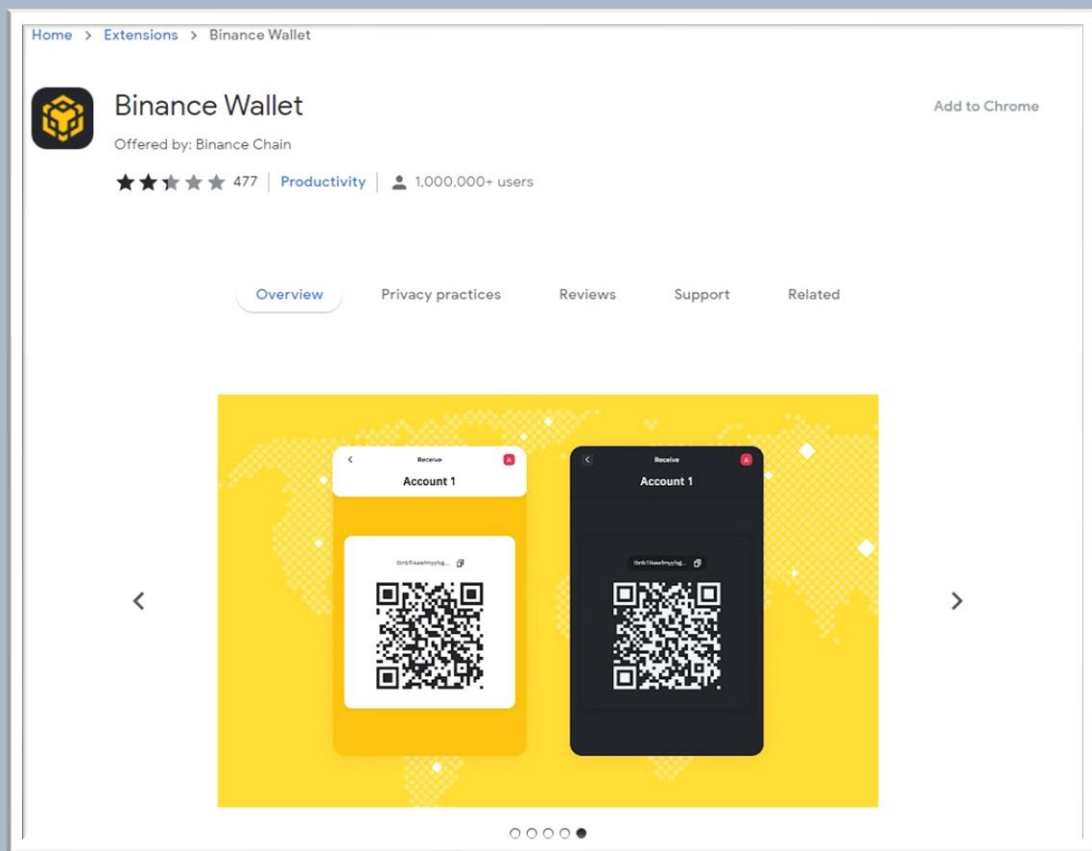 Home > Extensions > Binance Wallet
Binance Wallet
Add to Chrome
Offered by: Binance Chain
477 | Productivity | 1,000,000+ users
Overview Privacy practices Reviews Support Related
Receive
A
Account 1
Receive
A
Account 1